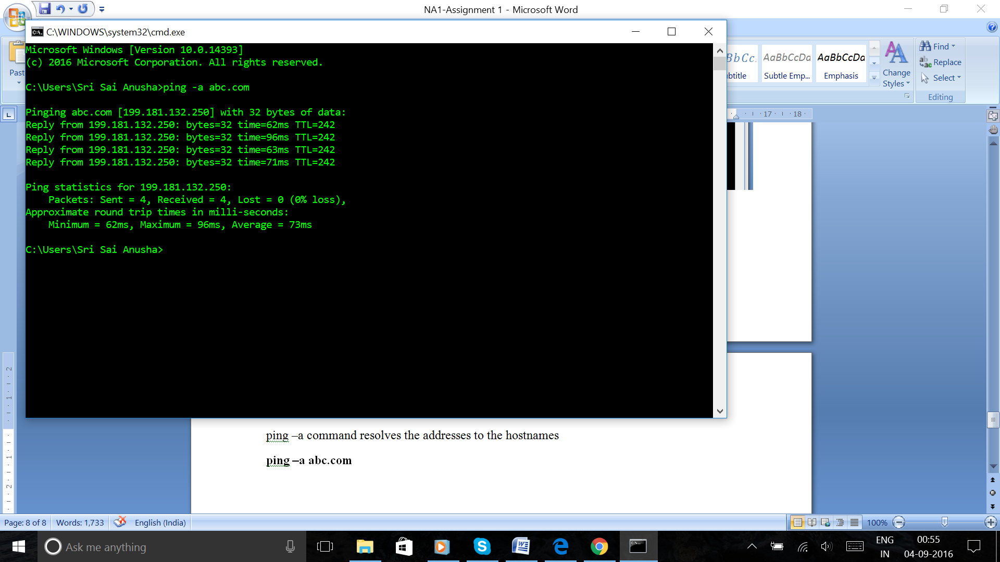 NA1-Assignment 1 - Microsoft Word
C:\WINDOWS\system32\cmd.exe
Microsoft Windows [Version 10.0.14393]
(c) 2016 Microsoft Corporation. All rights reserved.
C:\Users\Sri Sai Anusha>ping -a abc.com
Pinging abc.com [199.181.132.250] with 32 bytes of data:
Reply from 199.181.132.250: bytes=32 time=62ms TTL=242
Reply from 199.181.132.250: bytes=32 time=96ms TTL=242
Reply from 199.181.132.250: bytes=32 time=63ms TTL=242
Reply from 199.181.132.250: bytes=32 time=71ms TTL=242
Ping statistics for 199.181.132.250:
Packets: Sent = 4, Received = 4, Lost = 0 (0% loss),
Approximate round trip times in milli-seconds:
Minimum = 62ms, Maximum = 96ms, Average = 73ms
C:\Users\Sri Sai Anusha>
Past
AaBbCcDd
AaBbCcDd
btitle
Subtle Emp...
Emphasis
Change
Styles
Find
Replace
Select
Editing
17 18
2
1
1
2
ping –a command resolves the addresses to the hostnames
ping –a abc.com
Page: 8 of 8
Words: 1,733
English (India)
100%
Ask me anything
ENG
IN
00:55
04-09-2016